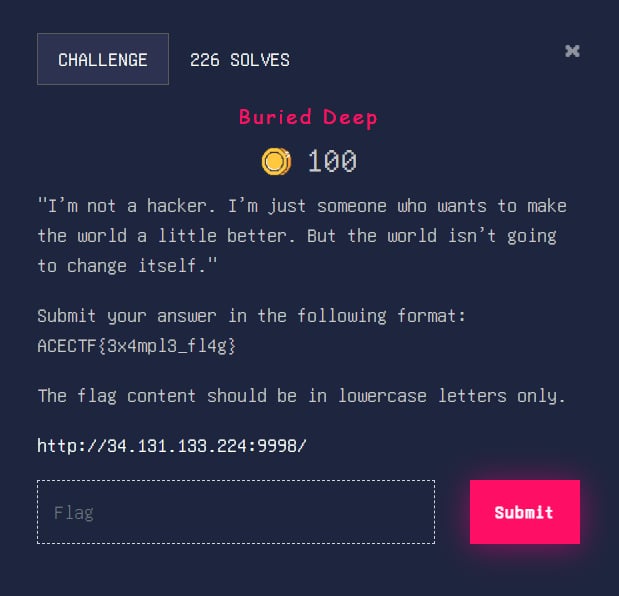 CHALLENGE
226 SOLVES
✖
Buried Deep
100
"I'm not a hacker. I'm just someone who wants to make
the world a little better. But the world isn't going
to change itself."
Submit your answer in the following format:
ACECTF{3x4mpl3_fl4g}
The flag content should be in lowercase letters only.
http://34.131.133.224:9998/
Flag
Submit